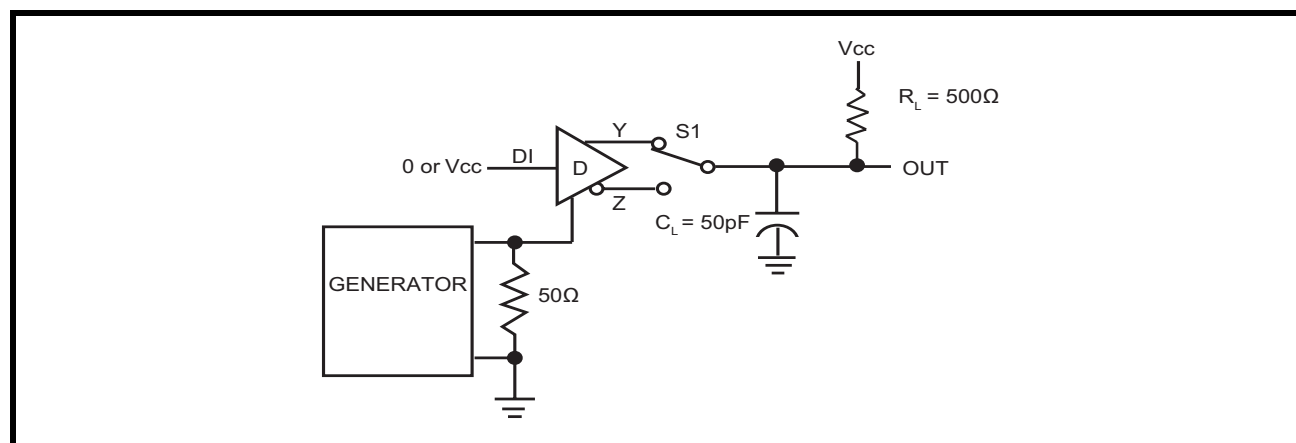 Vcc
R_L = 500Ω
Y
S1
0 or Vcc
DI
D
OUT
Z
C_L = 50pF
GENERATOR
50Ω